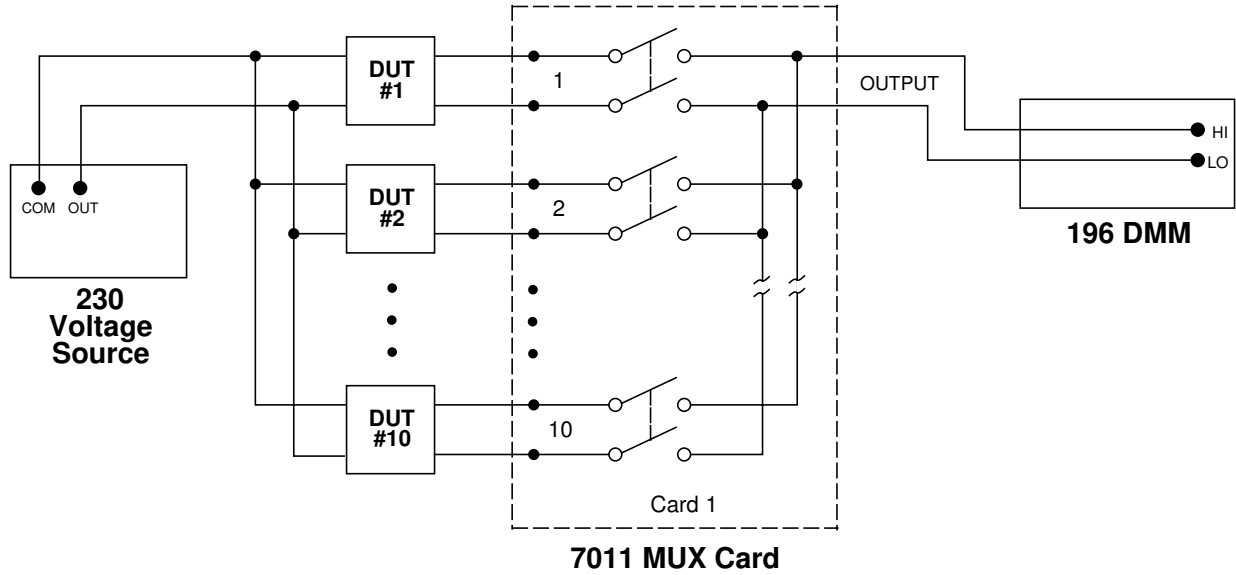 DUT
#1
1
OUTPUT
HI
LO
COM OUT
DUT
#2
2
196 DMM
230
Voltage
Source
DUT
#10
10
Card 1
7011 MUX Card